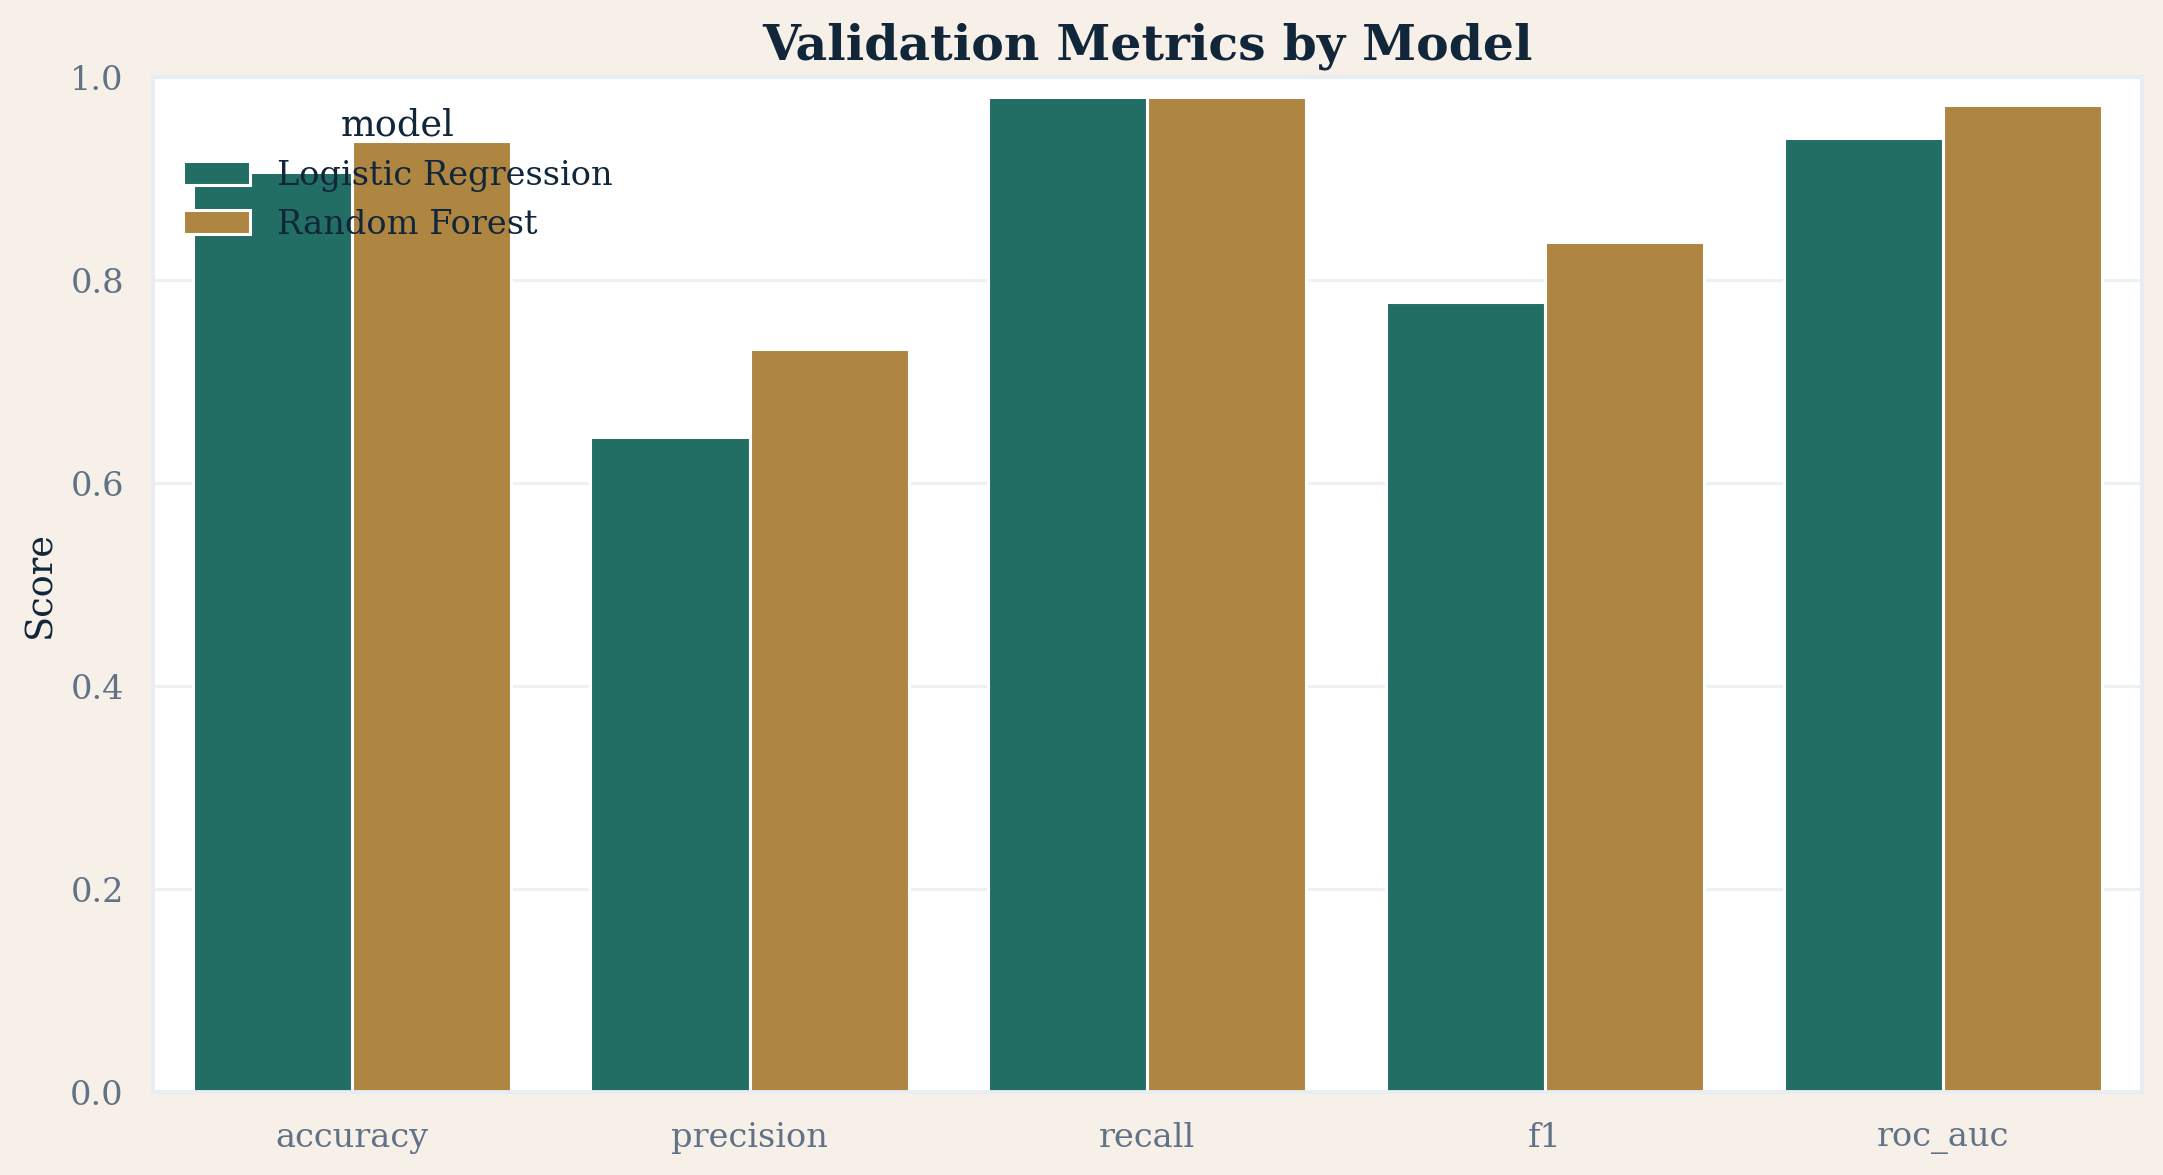 Validation Metrics by Model
1.0
0.8
0.6
0.4
0.2
0.0
Score
model
Logistic Regression
Random Forest
accuracy
precision
recall
f1
roc_auc